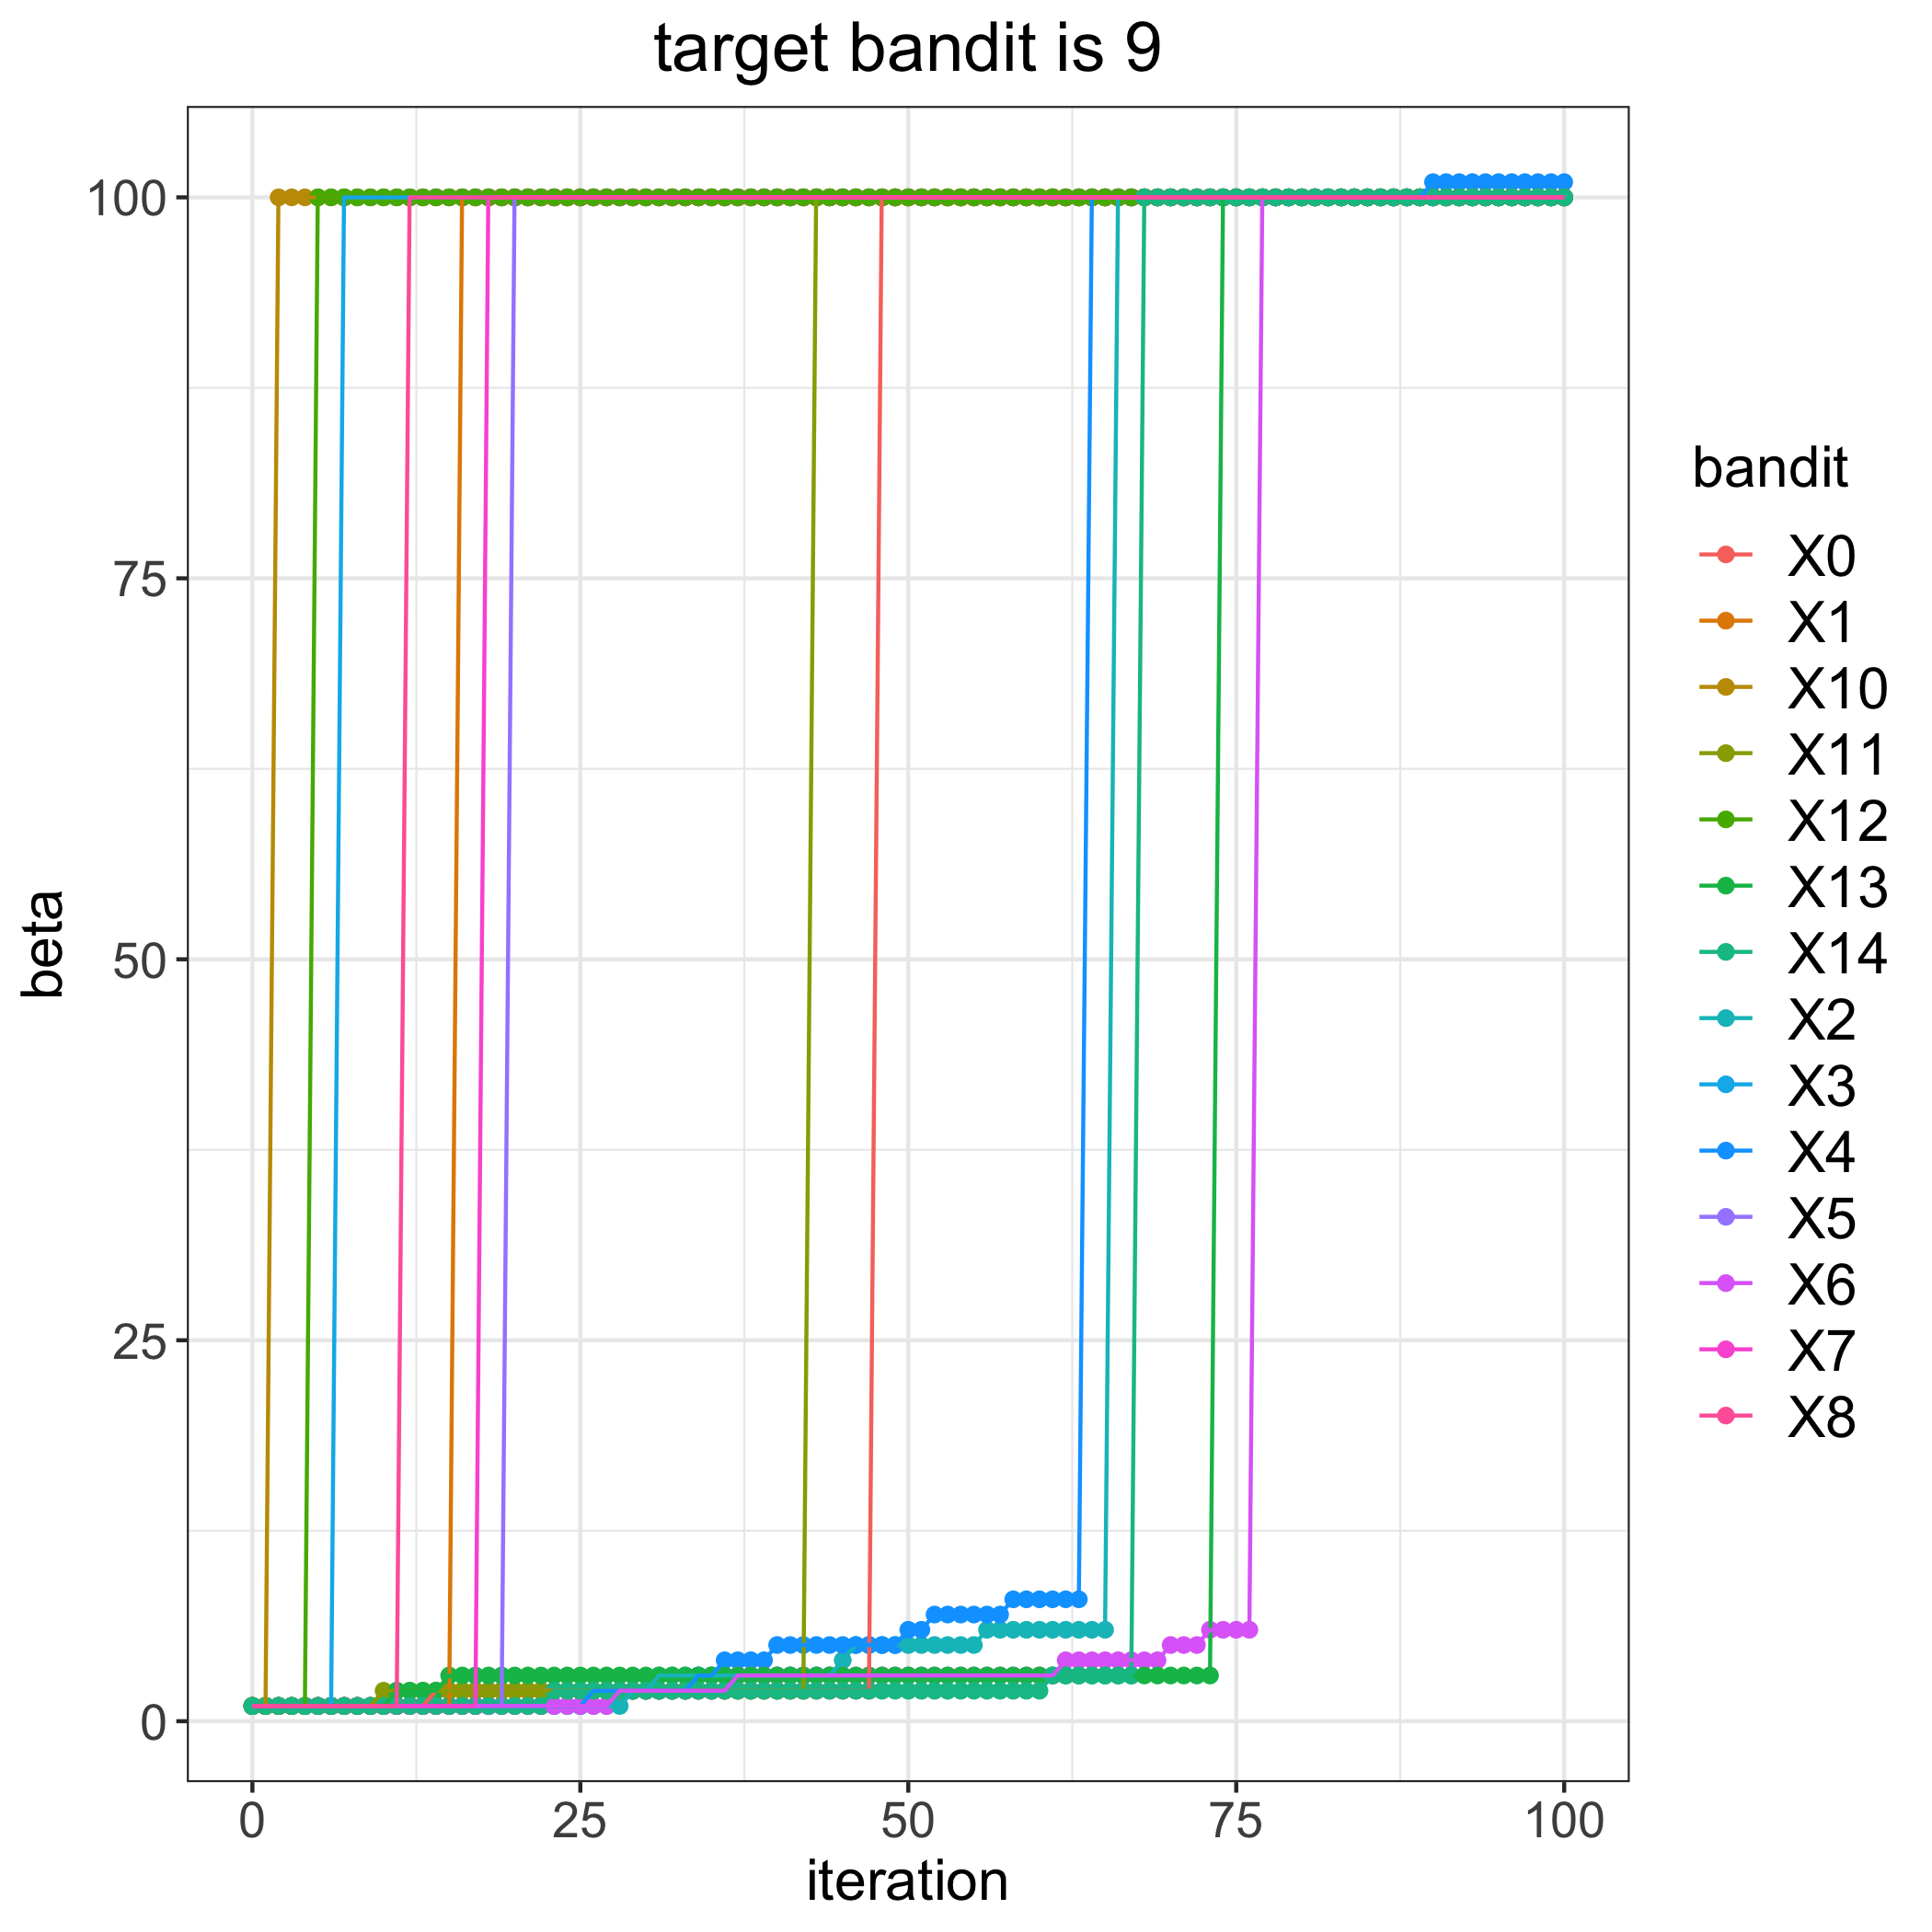 target bandit is 9
100
75
50
25
0
beta
0 25 50 75 100
iteration
bandit
X0
X1
X10
X11
X12
X13
X14
X2
X3
X4
X5
X6
X7
X8